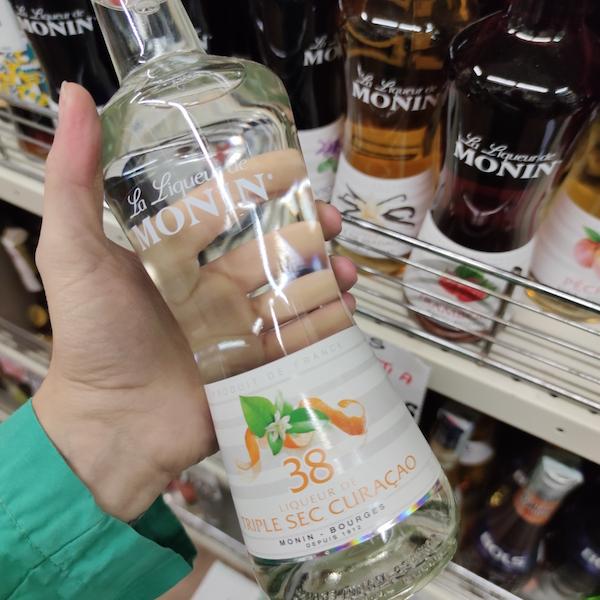 La Liqueur de
MONIN
PRODUIT DE FRANCE
38
LIQUEUR DE
TRIPLE SEC CURAÇAO
MONIN - BOURGES
DEPUIS 1912
MONIN
MONIN
La Liqueur de
MONIN
La Liqueur de
MONIN
BOLS